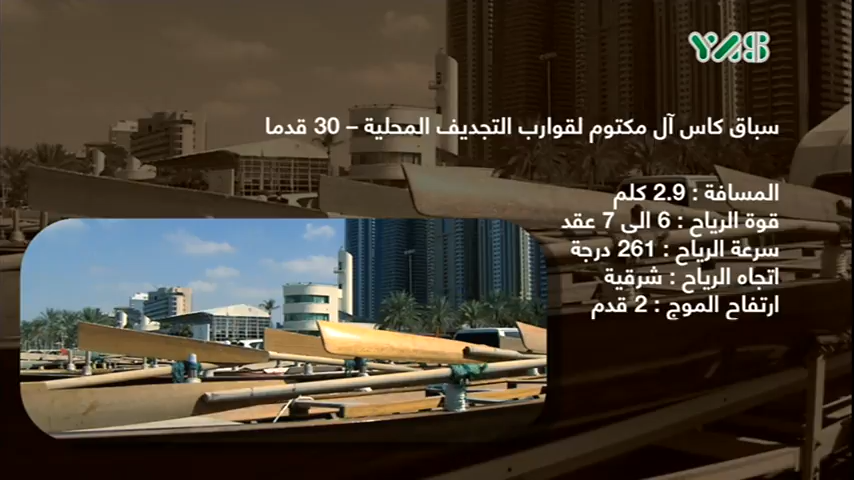 YAS
سباق كاس آل مكتوم لقوارب التجديف المحلية – 30 قدما
المسافة : 2.9 كلم
قوة الرياح : 6 الى 7 عقد
سرعة الرياح : 261 درجة
اتجاه الرياح : شرقية
ارتفاح الموج : 2 قدم